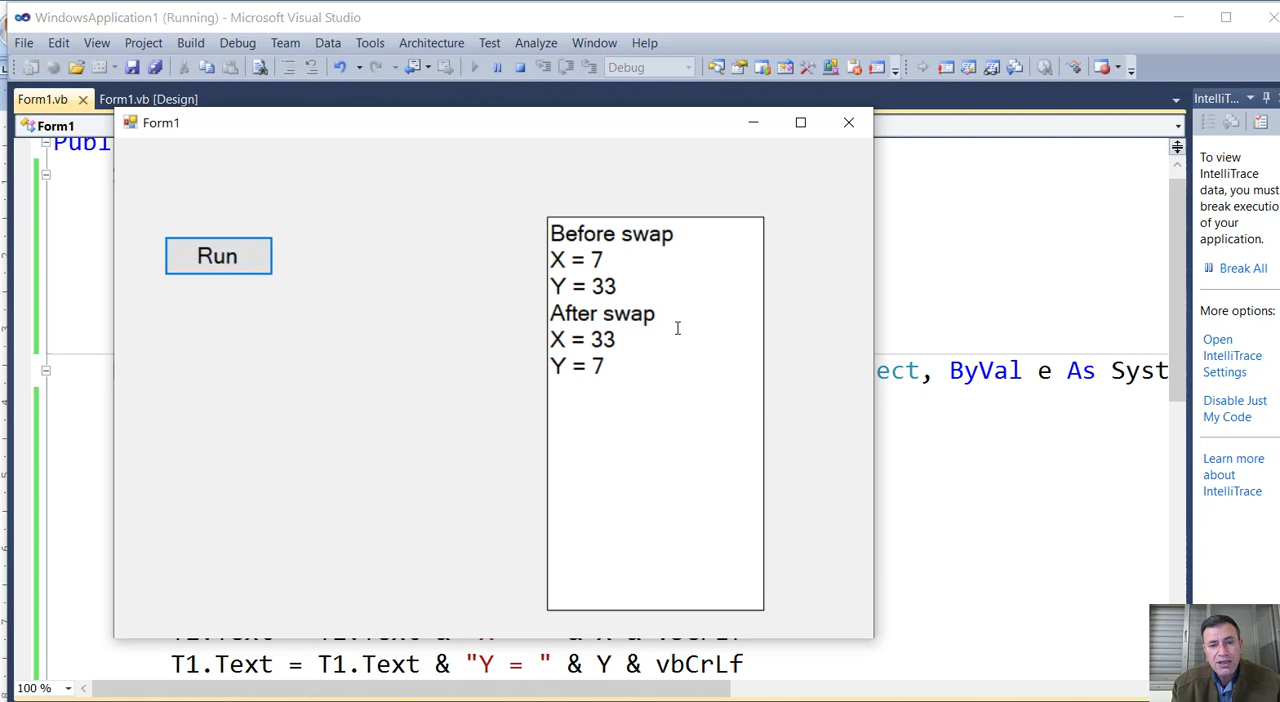 WindowsApplication1 (Running) - Microsoft Visual Studio
File Edit View Project Build Debug Team Data Tools Architecture Test Analyze Window Help
Debug
Form1.vb Form1.vb [Design]
IntelliT...
Form1
Form1
Publ
To view
IntelliTrace
data, you must
break executio
of your
application.
Break All
More options:
Open
IntelliTrace
Settings
Disable Just
My Code
Learn more
about
IntelliTrace
Run
Before swap
X = 7
Y = 33
After swap
X = 33
Y = 7
ect, ByVal e As Syst
T1.Text = T1.Text & "Y = " & Y & vbCrLf
100 %